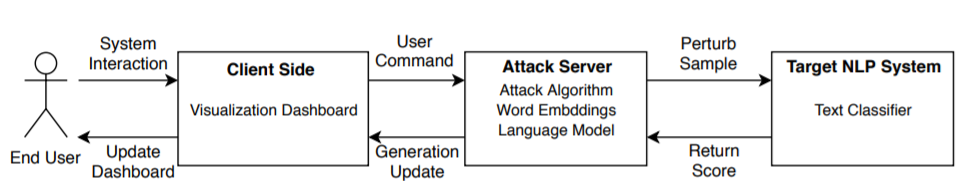 System
Interaction
User
Command
Perturb
Sample
Client Side
Visualization Dashboard
Attack Server
Attack Algorithm
Word Embddings
Language Model
Target NLP System
Text Classifier
End User
Update
Dashboard
Generation
Update
Return
Score